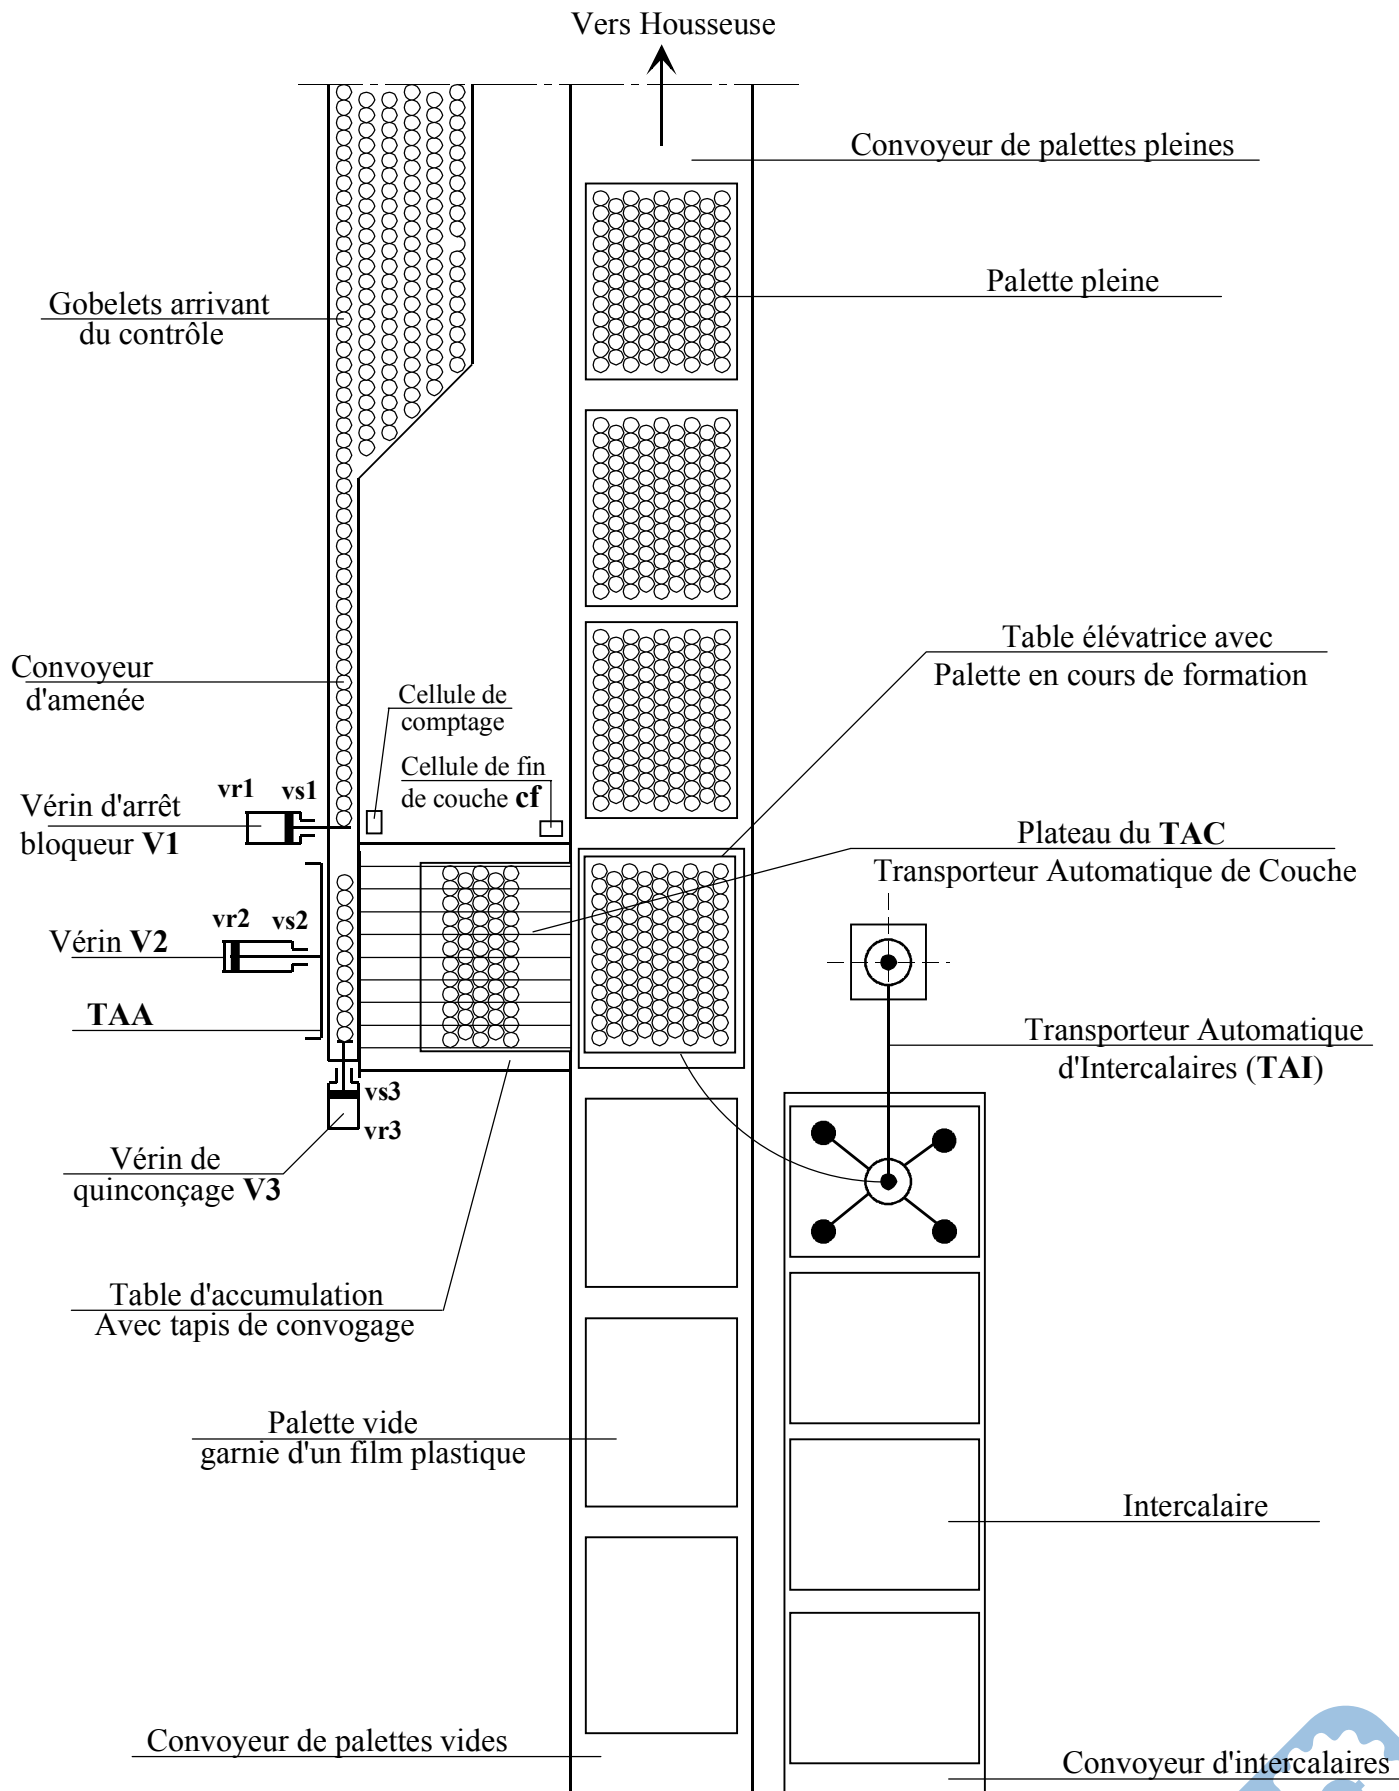 Vers Housseuse
Convoyeur de palettes pleines
Palette pleine
Gobelets arrivant
du contrôle
Table élévatrice avec
Palette en cours de formation
Convoyeur
d'amenée
Cellule de
comptage
Cellule de fin
de couche cf
vr1 vs1
Vérin d'arrêt
bloqueur V1
Plateau du TAC
Transporteur Automatique de Couche
vr2 vs2
Vérin V2
TAA
Transporteur Automatique
d'Intercalaires (TAI)
vs3
vr3
Vérin de
quinconçage V3
Table d'accumulation
Avec tapis de convogage
Palette vide
garnie d'un film plastique
Intercalaire
Convoyeur de palettes vides
Convoyeur d'intercalaires